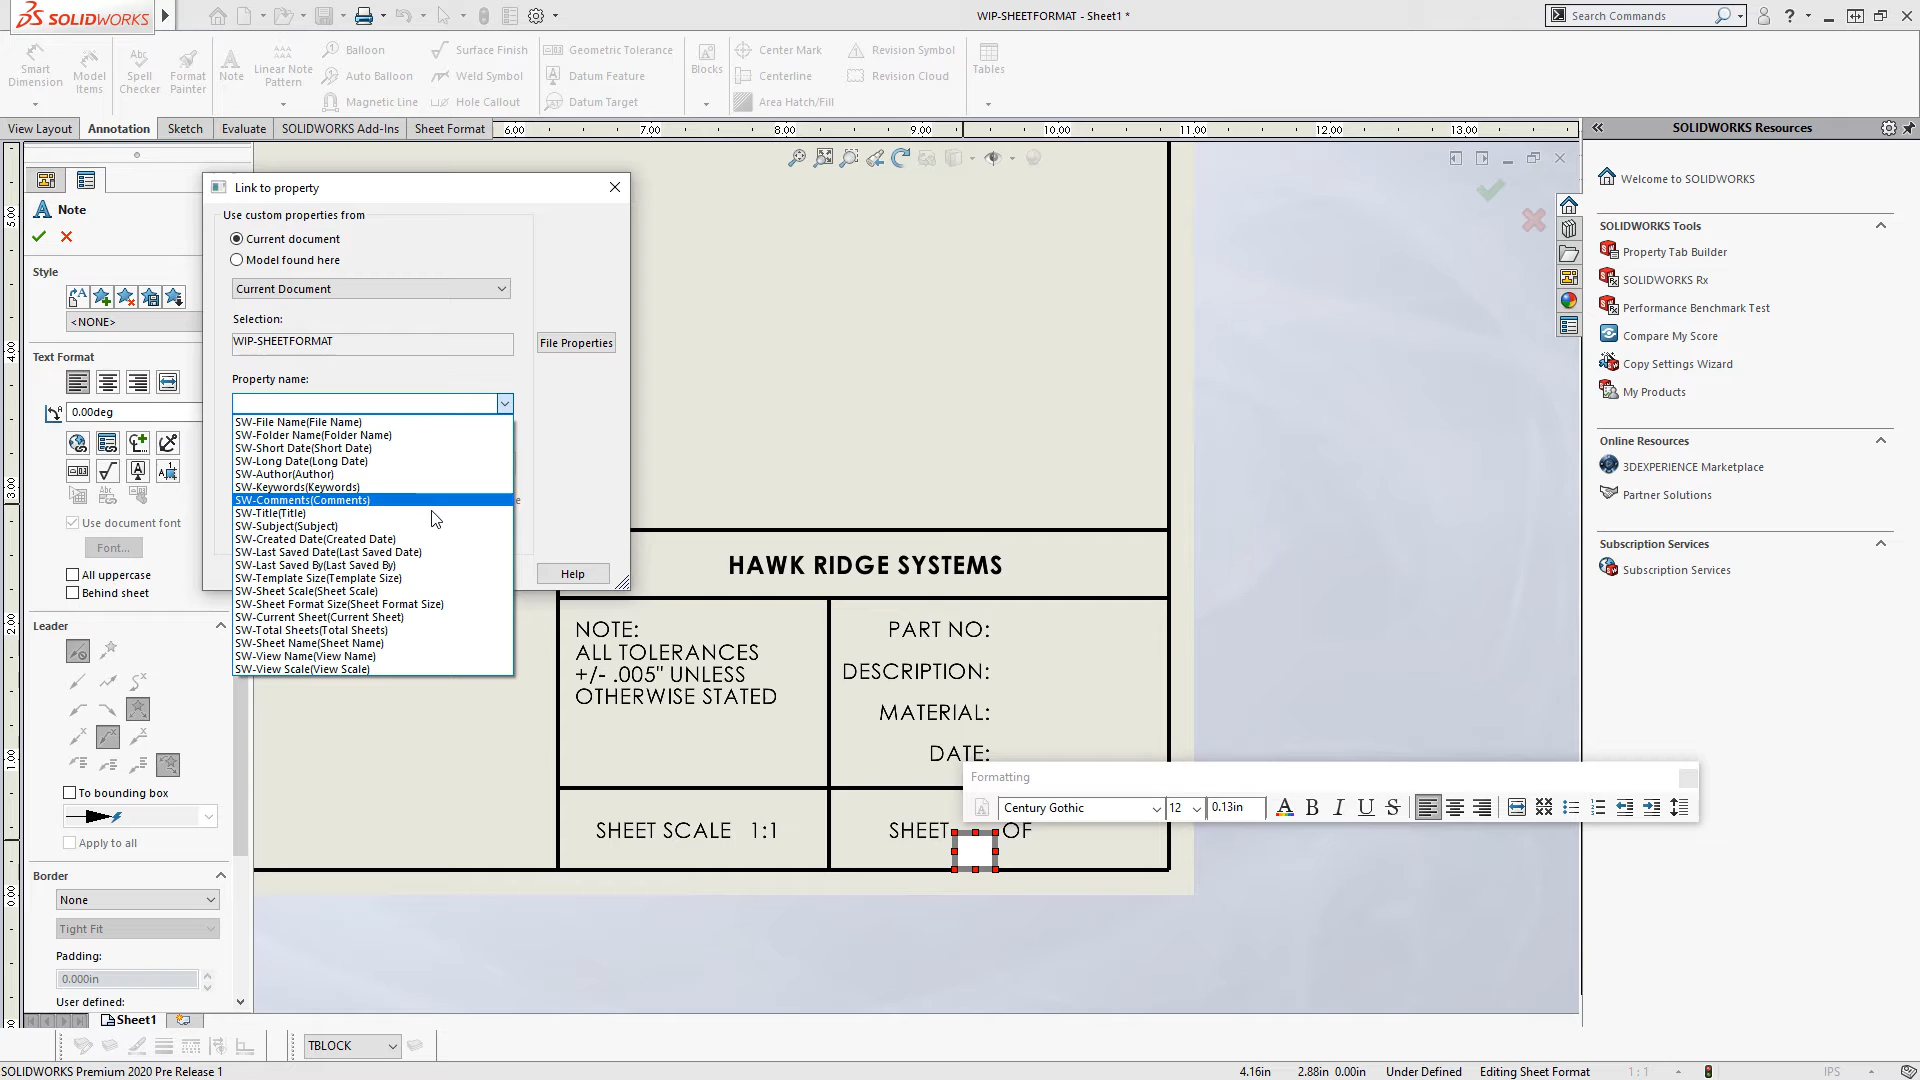 SOLIDWORKS
WIP-SHEETFORMAT - Sheet1 *
Search Commands
Smart Dimension
Model Items
Spell Checker
Format Painter
Note
Linear Note Pattern
Balloon
Auto Balloon
Magnetic Line
Surface Finish
Weld Symbol
Hole Callout
Geometric Tolerance
Datum Feature
Datum Target
Blocks
Center Mark
Centerline
Area Hatch/Fill
Revision Symbol
Revision Cloud
Tables
View Layout
Annotation
Sketch
Evaluate
SOLIDWORKS Add-Ins
Sheet Format
6.00 7.00 8.00 9.00 10.00 11.00 12.00 13.00
5.00
4.00
3.00
2.00
1.00
0.00
Note
Style
<NONE>
Text Format
0.00deg
Use document font
Font...
All uppercase
Behind sheet
Leader
To bounding box
Apply to all
Border
None
Tight Fit
Padding:
0.000in
User defined:
Link to property
Use custom properties from
Current document
Model found here
Current Document
Selection:
WIP-SHEETFORMAT
File Properties
Property name:
SW-File Name(File Name)
SW-Folder Name(Folder Name)
SW-Short Date(Short Date)
SW-Long Date(Long Date)
SW-Author(Author)
SW-Keywords(Keywords)
SW-Comments(Comments)
SW-Title(Title)
SW-Subject(Subject)
SW-Created Date(Created Date)
SW-Last Saved Date(Last Saved Date)
SW-Last Saved By(Last Saved By)
SW-Template Size(Template Size)
SW-Sheet Scale(Sheet Scale)
SW-Sheet Format Size(Sheet Format Size)
SW-Current Sheet(Current Sheet)
SW-Total Sheets(Total Sheets)
SW-Sheet Name(Sheet Name)
SW-View Name(View Name)
SW-View Scale(View Scale)
Help
HAWK RIDGE SYSTEMS
NOTE:
ALL TOLERANCES
+/- .005" UNLESS
OTHERWISE STATED
PART NO:
DESCRIPTION:
MATERIAL:
DATE:
SHEET SCALE 1:1
SHEET OF
Formatting
Century Gothic 12 0.13in
SOLIDWORKS Resources
Welcome to SOLIDWORKS
SOLIDWORKS Tools
Property Tab Builder
SOLIDWORKS Rx
Performance Benchmark Test
Compare My Score
Copy Settings Wizard
My Products
Online Resources
3DEXPERIENCE Marketplace
Partner Solutions
Subscription Services
Subscription Services
Sheet1
TBLOCK
SOLIDWORKS Premium 2020 Pre Release 1
4.16in 2.88in 0.00in Under Defined Editing Sheet Format 1 : 1 IPS